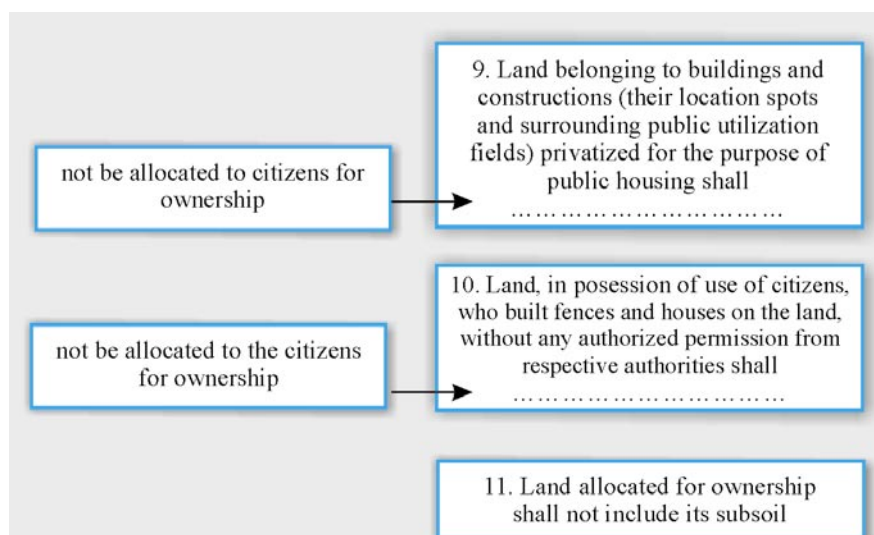 9. Land belonging to buildings and
constructions (their location spots
and surrounding public utilization
fields) privatized for the purpose of
public housing shall
………………………………
not be allocated to citizens for
ownership
10. Land, in posession of use of citizens,
who built fences and houses on the land,
without any authorized permission from
respective authorities shall
………………………………
not be allocated to the citizens
for ownership
11. Land allocated for ownership
shall not include its subsoil